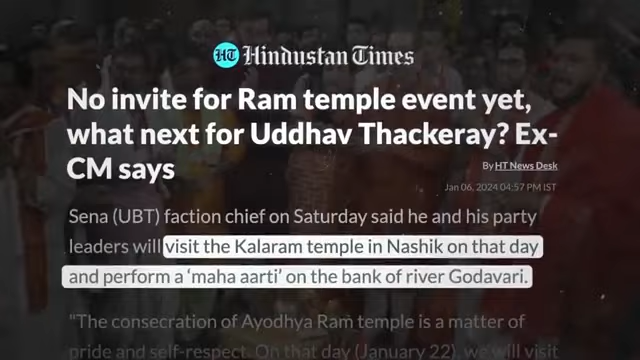 HT Hindustan Times
No invite for Ram temple event yet,
what next for Uddhav Thackeray? Ex-
CM says
By HT News Desk
Jan 06, 2024 04:57 PM IST
Sena (UBT) faction chief on Saturday said he and his party
leaders will visit the Kalaram temple in Nashik on that day
and perform a ‘maha aarti’ on the bank of river Godavari.
"The consecration of Ayodhya Ram temple is a matter of
pride and self-respect. On that day (January 22), we will visit